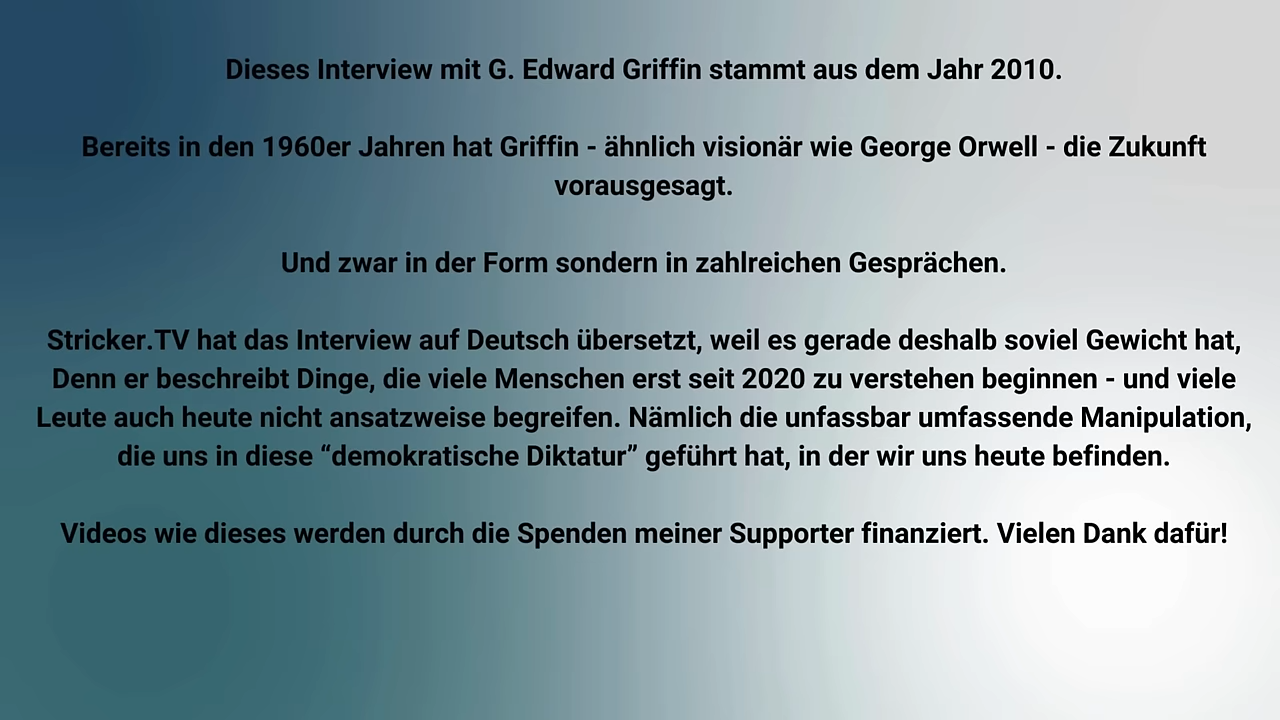 Dieses Interview mit G. Edward Griffin stammt aus dem Jahr 2010.
Bereits in den 1960er Jahren hat Griffin - ähnlich visionär wie George Orwell - die Zukunft
vorausgesagt.
Und zwar in der Form sondern in zahlreichen Gesprächen.
Stricker.TV hat das Interview auf Deutsch übersetzt, weil es gerade deshalb soviel Gewicht hat,
Denn er beschreibt Dinge, die viele Menschen erst seit 2020 zu verstehen beginnen - und viele
Leute auch heute nicht ansatzweise begreifen. Nämlich die unfassbar umfassende Manipulation,
die uns in diese “demokratische Diktatur” geführt hat, in der wir uns heute befinden.
Videos wie dieses werden durch die Spenden meiner Supporter finanziert. Vielen Dank dafür!